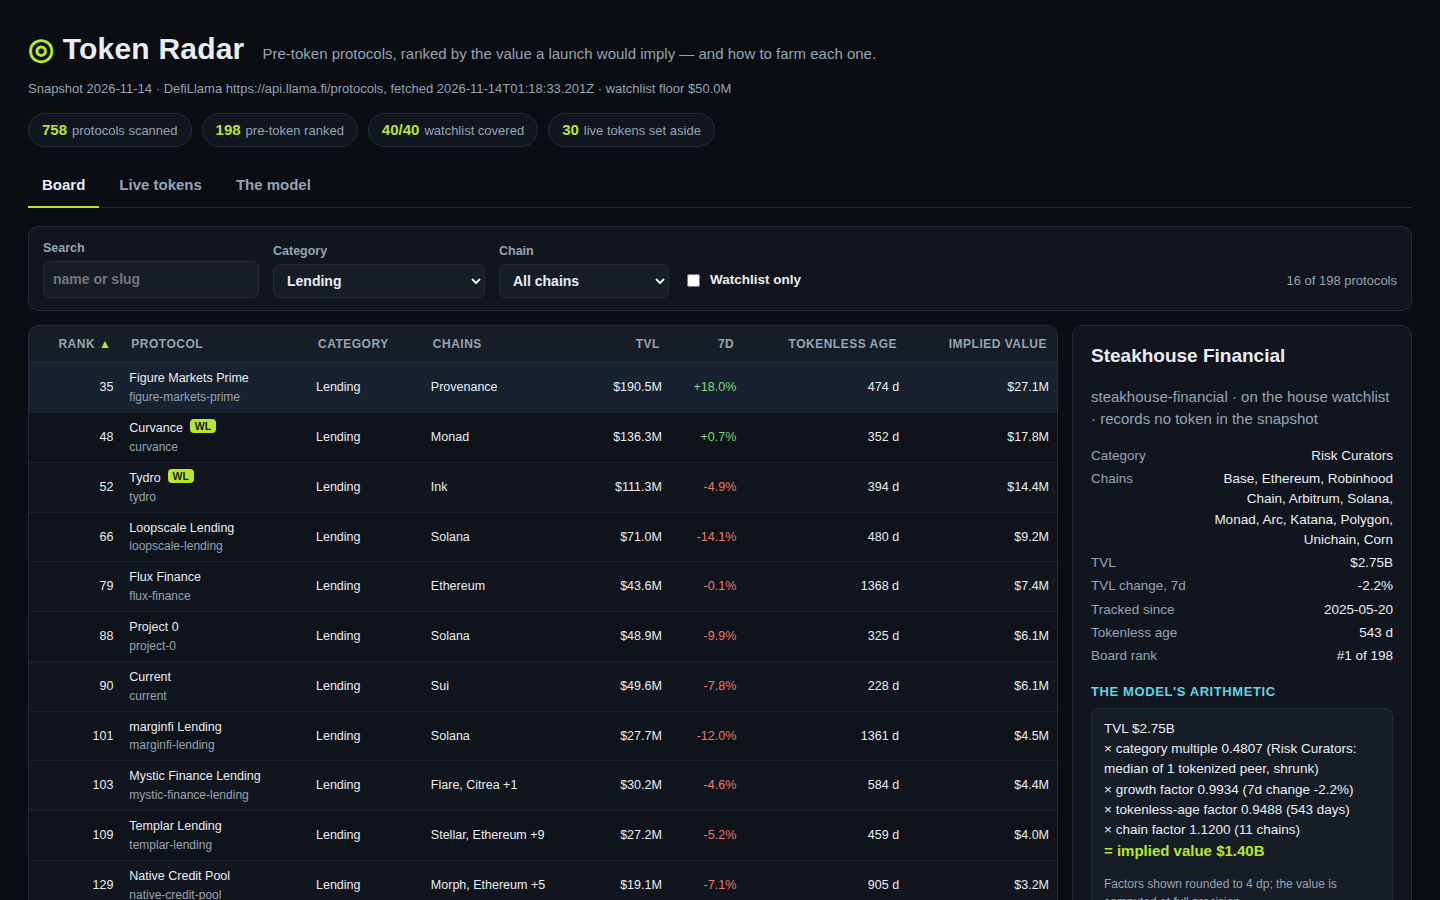 Token Radar Pre-token protocols, ranked by the value a launch would imply — and how to farm each one.
Snapshot 2026-11-14 · DefiLlama https://api.llama.fi/protocols, fetched 2026-11-14T01:18:33.201Z · watchlist floor $50.0M
758 protocols scanned 198 pre-token ranked 40/40 watchlist covered 30 live tokens set aside
Board Live tokens The model
Search
name or slug
Category
Lending
Chain
All chains
Watchlist only
16 of 198 protocols
RANK ▲ PROTOCOL CATEGORY CHAINS TVL 7D TOKENLESS AGE IMPLIED VALUE
35 Figure Markets Prime Lending Provenance $190.5M +18.0% 474 d $27.1M
figure-markets-prime
48 Curvance WL Lending Monad $136.3M +0.7% 352 d $17.8M
curvance
52 Tydro WL Lending Ink $111.3M -4.9% 394 d $14.4M
tydro
66 Loopscale Lending Lending Solana $71.0M -14.1% 480 d $9.2M
loopscale-lending
79 Flux Finance Lending Ethereum $43.6M -0.1% 1368 d $7.4M
flux-finance
88 Project 0 Lending Solana $48.9M -9.9% 325 d $6.1M
project-0
90 Current Lending Sui $49.6M -7.8% 228 d $6.1M
current
101 marginfi Lending Lending Solana $27.7M -12.0% 1361 d $4.5M
marginfi-lending
103 Mystic Finance Lending Lending Flare, Citrea +1 $30.2M -4.6% 584 d $4.4M
mystic-finance-lending
109 Templar Lending Lending Stellar, Ethereum +9 $27.2M -5.2% 459 d $4.0M
templar-lending
129 Native Credit Pool Lending Morph, Ethereum +5 $19.1M -7.1% 905 d $3.2M
native-credit-pool
Steakhouse Financial
steakhouse-financial · on the house watchlist
· records no token in the snapshot
Category Risk Curators
Chains Base, Ethereum, Robinhood
Chain, Arbitrum, Solana,
Monad, Arc, Katana, Polygon,
Unichain, Corn
TVL $2.75B
TVL change, 7d -2.2%
Tracked since 2025-05-20
Tokenless age 543 d
Board rank #1 of 198
THE MODEL'S ARITHMETIC
TVL $2.75B
× category multiple 0.4807 (Risk Curators:
median of 1 tokenized peer, shrunk)
× growth factor 0.9934 (7d change -2.2%)
× tokenless-age factor 0.9488 (543 days)
× chain factor 1.1200 (11 chains)
= implied value $1.40B
Factors shown rounded to 4 dp; the value is